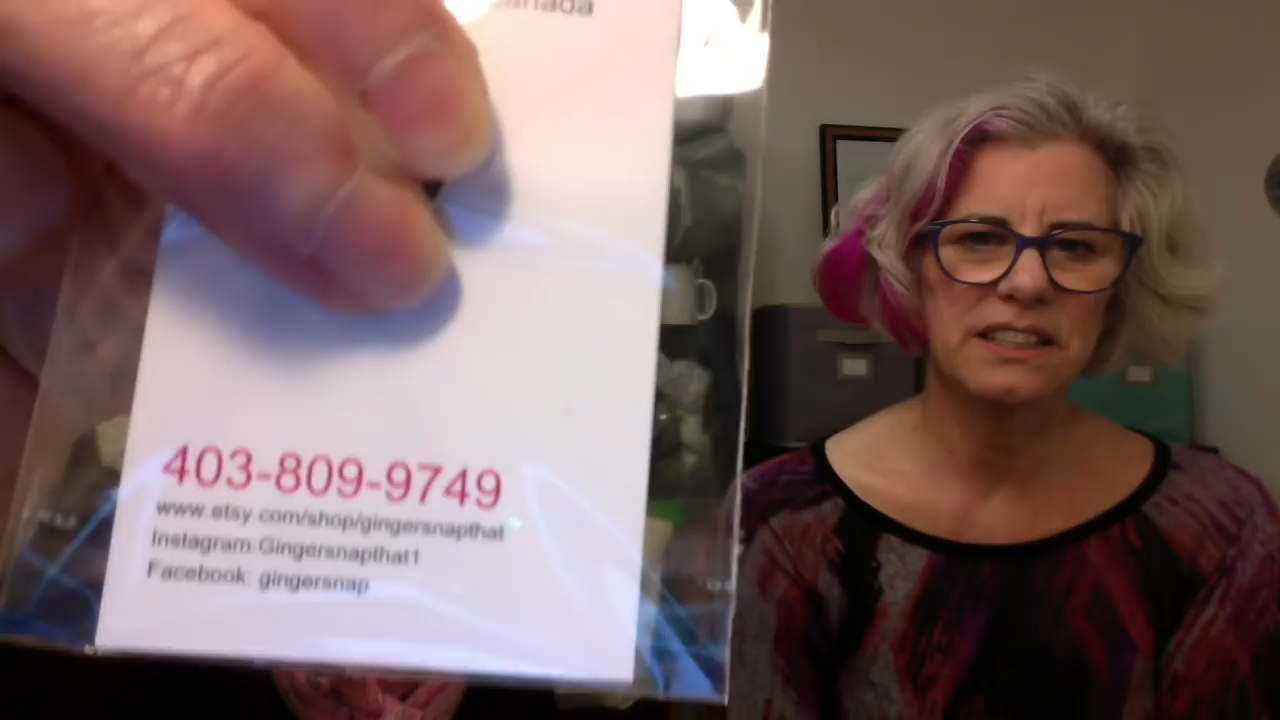 403-809-9749
www.etsy.com/shop/gingersnapthat
Instagram:Gingersnapthat1
Facebook: gingersnap